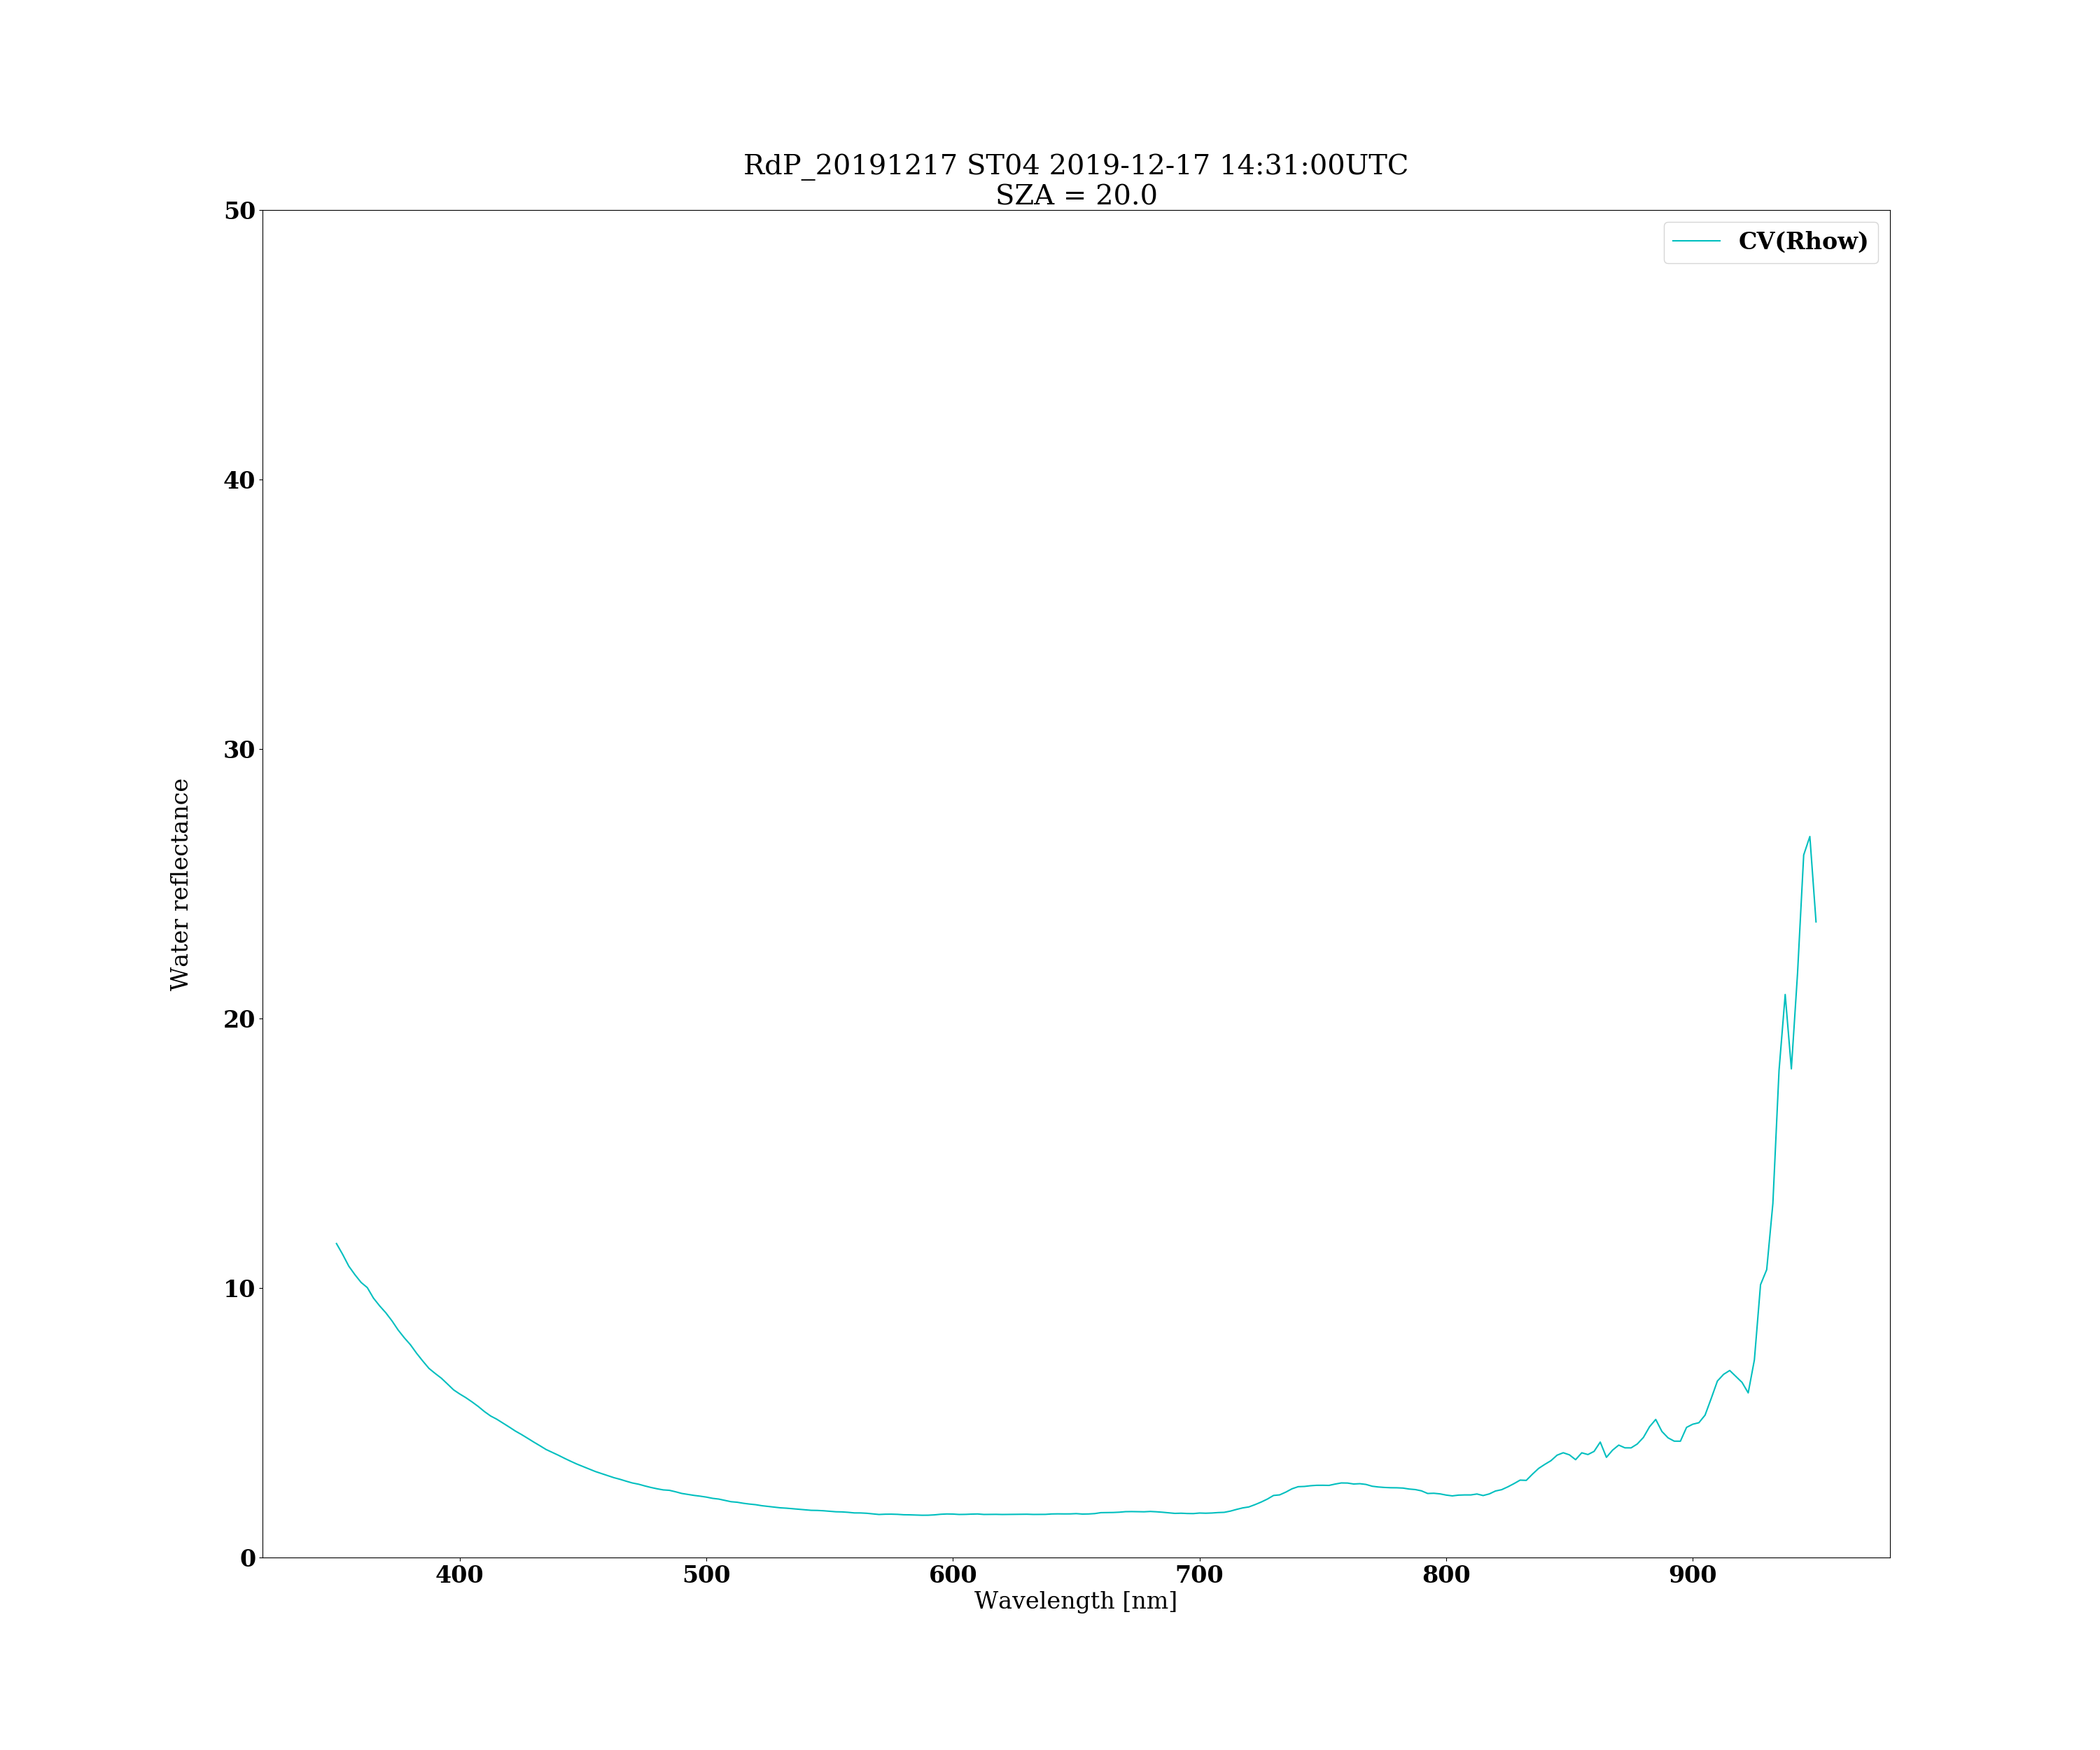 RdP_20191217 ST04 2019-12-17 14:31:00UTC
SZA = 20.0
CV(Rhow)
50
40
30
20
10
0
Water reflectance
400 500 600 700 800 900
Wavelength [nm]